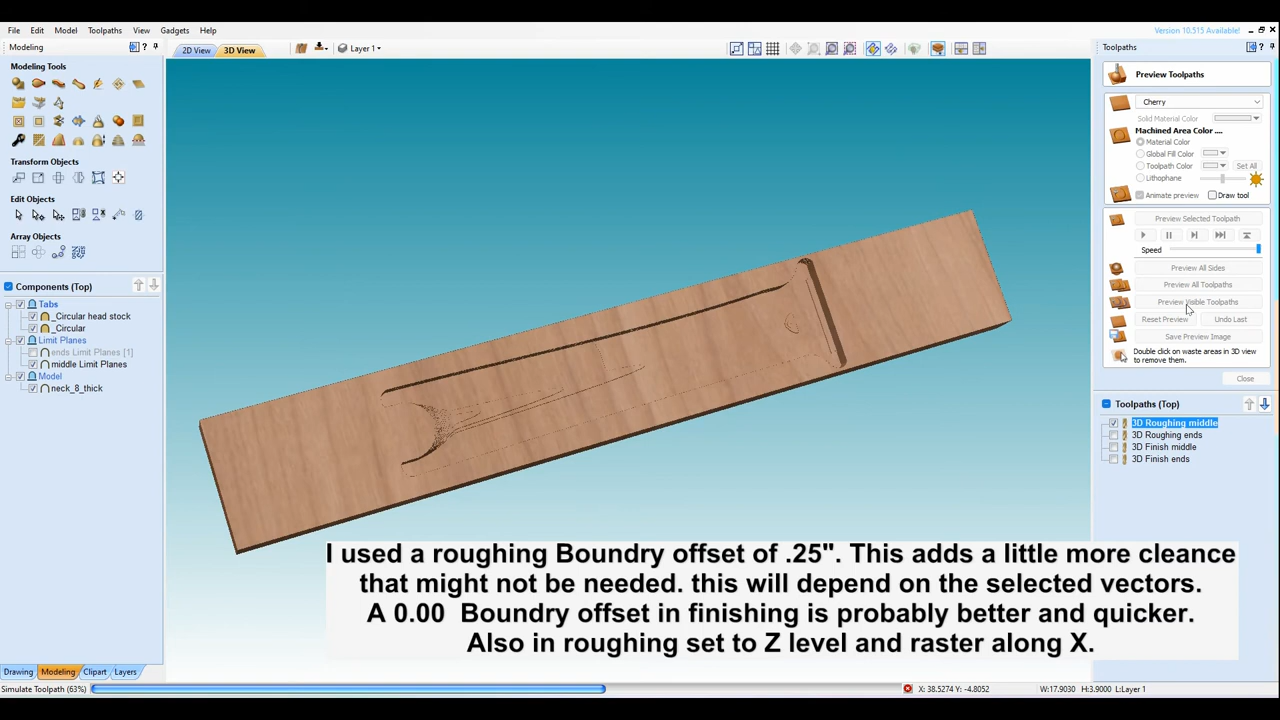 File Edit Model Toolpaths View Gadgets Help
Version 10.515 Available!
Modeling
? 
2D View 3D View
Layer 1
Modeling Tools
Transform Objects
Edit Objects
Array Objects
Components (Top)
Tabs
_Circular head stock
_Circular
Limit Planes
ends Limit Planes [1]
middle Limit Planes
Model
neck_8_thick
Toolpaths
?
Preview Toolpaths
Cherry
Solid Material Color
Machined Area Color ....
Material Color
Global Fill Color
Toolpath Color Set All
Lithophane
Animate preview Draw tool
Preview Selected Toolpath
Speed
Preview All Sides
Preview All Toolpaths
Preview Visible Toolpaths
Reset Preview Undo Last
Save Preview Image
Double click on waste areas in 3D view
to remove them.
Close
Toolpaths (Top)
3D Roughing middle
3D Roughing ends
3D Finish middle
3D Finish ends
I used a roughing Boundry offset of .25". This adds a little more cleance
that might not be needed. this will depend on the selected vectors.
A 0.00 Boundry offset in finishing is probably better and quicker.
Also in roughing set to Z level and raster along X.
Drawing Modeling Clipart Layers
Simulate Toolpath (63%)
X: 38.5274 Y: -4.8052 W:17.9030 H:3.9000 L:Layer 1